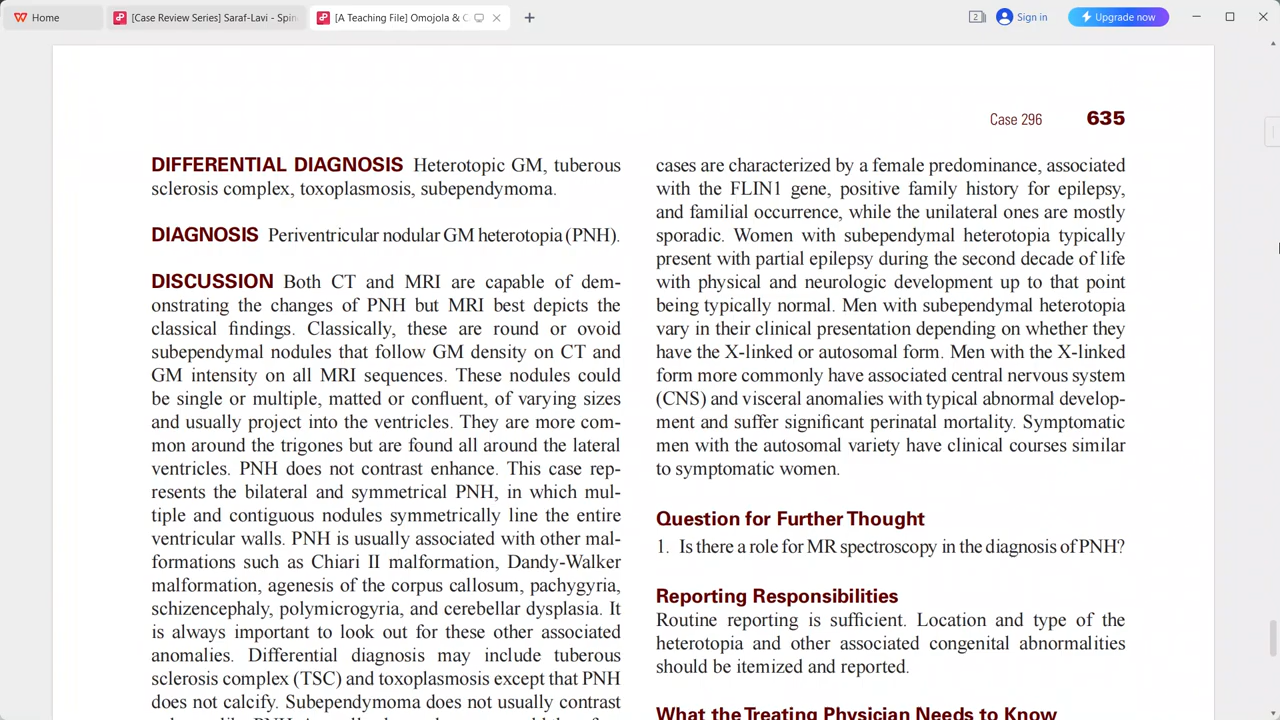 Home
[Case Review Series] Saraf-Lavi - Spin
[A Teaching File] Omojola & C
2
Sign in
Upgrade now
Case 296 635
DIFFERENTIAL DIAGNOSIS Heterotopic GM, tuberous
sclerosis complex, toxoplasmosis, subependymoma.
DIAGNOSIS Periventricular nodular GM heterotopia (PNH).
DISCUSSION Both CT and MRI are capable of dem-
onstrating the changes of PNH but MRI best depicts the
classical findings. Classically, these are round or ovoid
subependymal nodules that follow GM density on CT and
GM intensity on all MRI sequences. These nodules could
be single or multiple, matted or confluent, of varying sizes
and usually project into the ventricles. They are more com-
mon around the trigones but are found all around the lateral
ventricles. PNH does not contrast enhance. This case rep-
resents the bilateral and symmetrical PNH, in which mul-
tiple and contiguous nodules symmetrically line the entire
ventricular walls. PNH is usually associated with other mal-
formations such as Chiari II malformation, Dandy-Walker
malformation, agenesis of the corpus callosum, pachygyria,
schizencephaly, polymicrogyria, and cerebellar dysplasia. It
is always important to look out for these other associated
anomalies. Differential diagnosis may include tuberous
sclerosis complex (TSC) and toxoplasmosis except that PNH
does not calcify. Subependymoma does not usually contrast
cases are characterized by a female predominance, associated
with the FLIN1 gene, positive family history for epilepsy,
and familial occurrence, while the unilateral ones are mostly
sporadic. Women with subependymal heterotopia typically
present with partial epilepsy during the second decade of life
with physical and neurologic development up to that point
being typically normal. Men with subependymal heterotopia
vary in their clinical presentation depending on whether they
have the X-linked or autosomal form. Men with the X-linked
form more commonly have associated central nervous system
(CNS) and visceral anomalies with typical abnormal develop-
ment and suffer significant perinatal mortality. Symptomatic
men with the autosomal variety have clinical courses similar
to symptomatic women.
Question for Further Thought
1. Is there a role for MR spectroscopy in the diagnosis of PNH?
Reporting Responsibilities
Routine reporting is sufficient. Location and type of the
heterotopia and other associated congenital abnormalities
should be itemized and reported.
What the Treating Physician Needs to Know